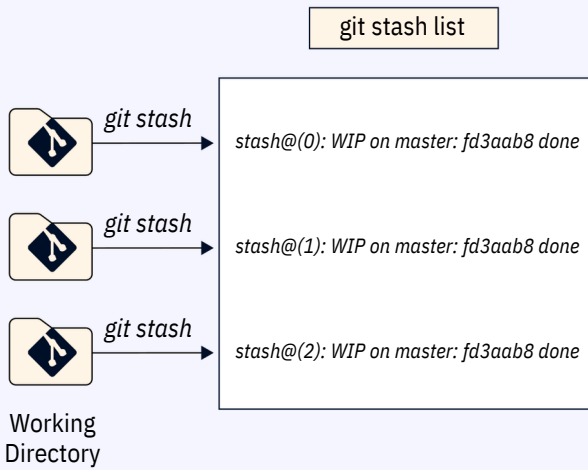 git stash list
git stash
stash@(0): WIP on master: fd3aab8 done
git stash
stash@(1): WIP on master: fd3aab8 done
git stash
stash@(2): WIP on master: fd3aab8 done
Working
Directory